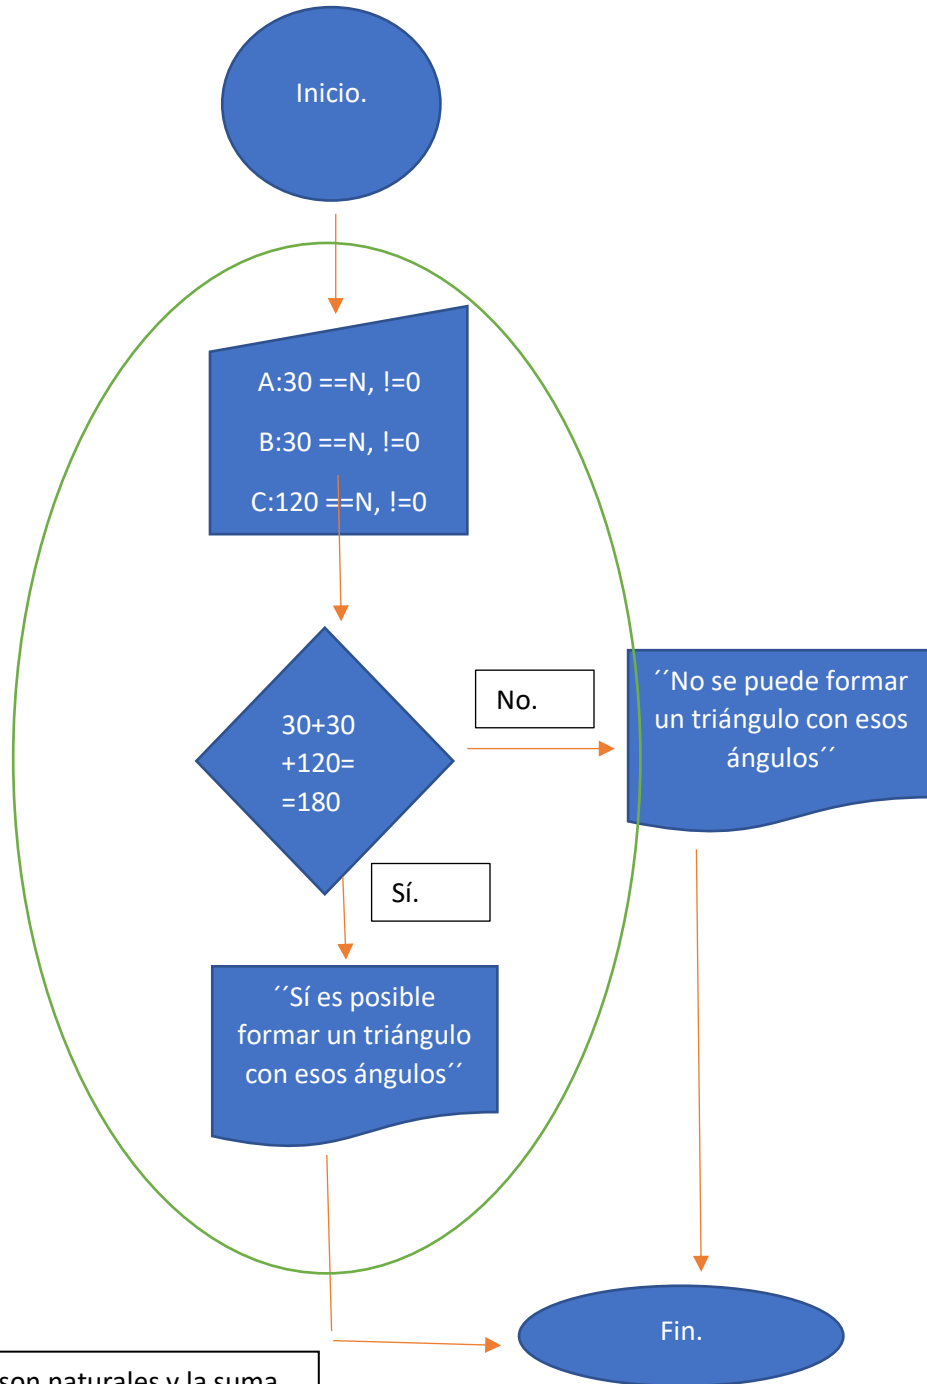 Inicio.
A:30 ==N, !=0
B:30 ==N, !=0
C:120 ==N, !=0
30+30
+120=
=180
No.
´´No se puede formar
un triángulo con esos
ángulos´´
Sí.
´´Sí es posible
formar un triángulo
con esos ángulos´´
Fin.
son naturales y la suma